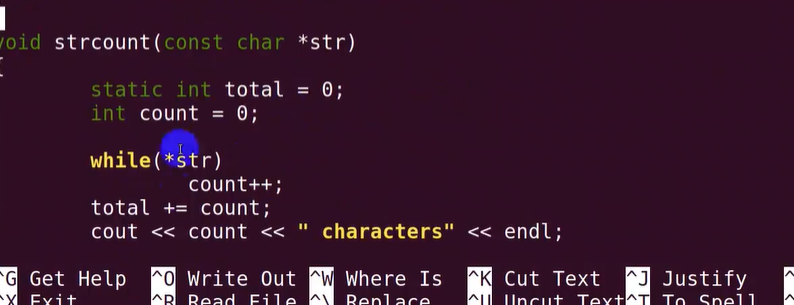 void strcount(const char *str)
{
static int total = 0;
int count = 0;
while(*str)
count++;
total += count;
cout << count << " characters" << endl;
^G Get Help ^O Write Out ^W Where Is ^K Cut Text ^J Justify
^X Exit ^R Read File ^\ Replace ^U Uncut Text ^T To Spell